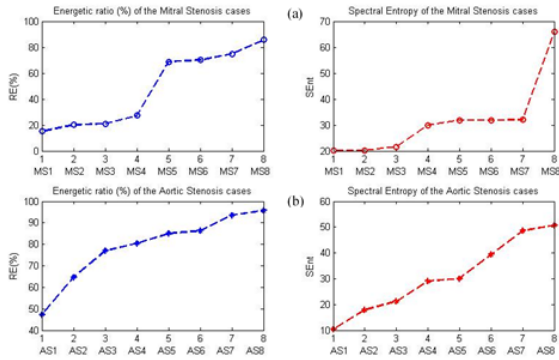 Energetic ratio (%) of the Mitral Stenosis cases
(a)
Spectral Entropy of the Mitral Stenosis cases
100
80
60
40
20
0
RE(%)
1 2 3 4 5 6 7 8
MS1 MS2 MS3 MS4 MS5 MS6 MS7 MS8
70
60
50
40
30
20
SEnt
1 2 3 4 5 6 7 8
MS1 MS2 MS3 MS4 MS5 MS6 MS7 MS8
Energetic ratio (%) of the Aortic Stenosis cases
(b)
Spectral Entropy of the Aortic Stenosis cases
100
90
80
70
60
50
40
RE(%)
1 2 3 4 5 6 7 8
AS1 AS2 AS3 AS4 AS5 AS6 AS7 AS8
60
50
40
30
20
10
SEnt
1 2 3 4 5 6 7 8
AS1 AS2 AS3 AS4 AS5 AS6 AS7 AS8